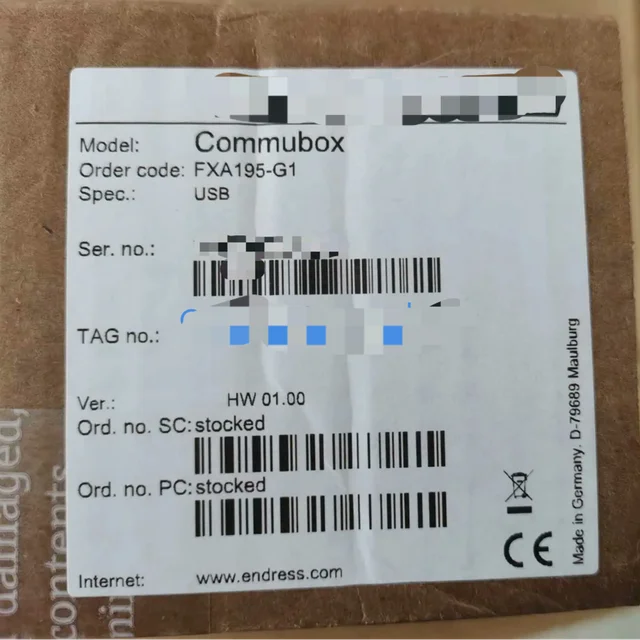 Model: Commubox
Order code: FXA195-G1
Spec.: USB
Ser. no.:
TAG no.:
Ver.: HW 01.00
Ord. no. SC: stocked
Ord. no. PC: stocked
Internet: www.endress.com
Made in Germany. D-79689 Maulburg
CE
damaged,
contents